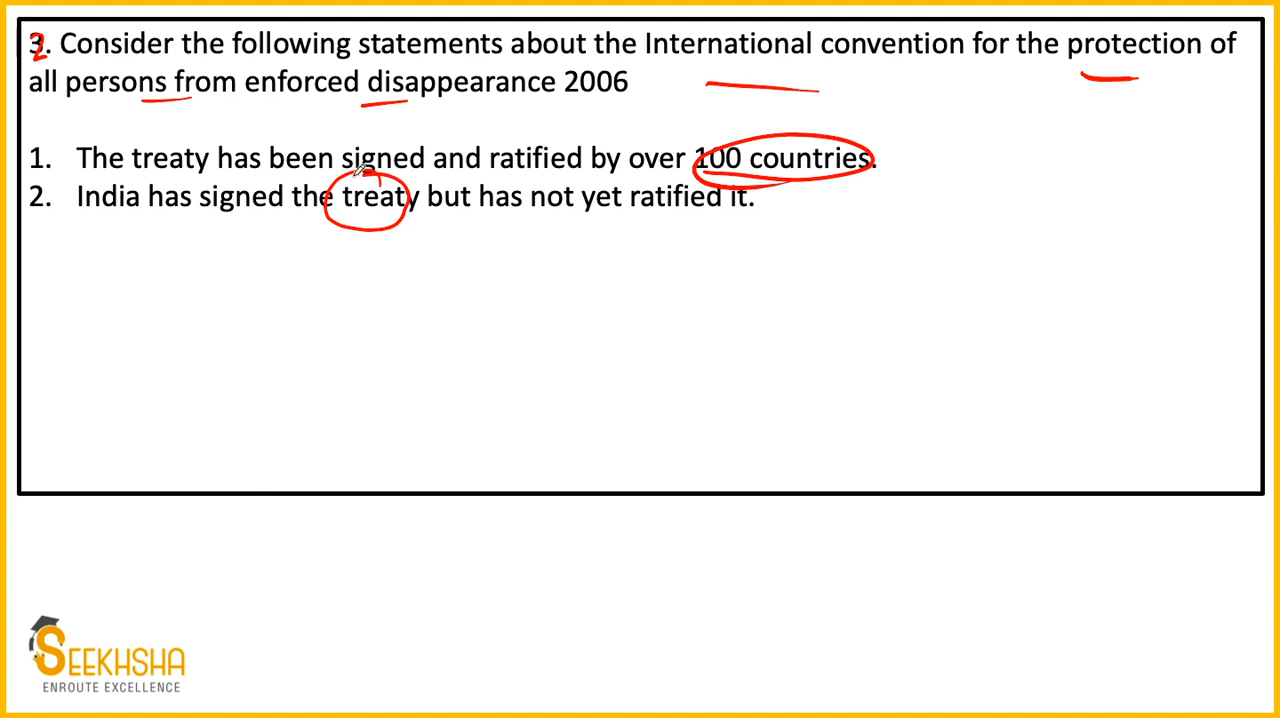 2. Consider the following statements about the International convention for the protection of
all persons from enforced disappearance 2006
1. The treaty has been signed and ratified by over 100 countries.
2. India has signed the treaty but has not yet ratified it.
SEEKHSHA
ENROUTE EXCELLENCE